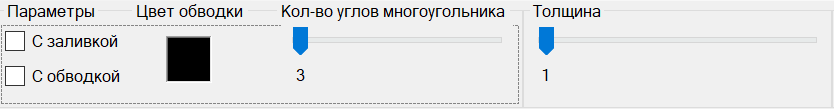 Параметры Цвет обводки Кол-во углов многоугольника Толщина
С заливкой
С обводкой
3 1